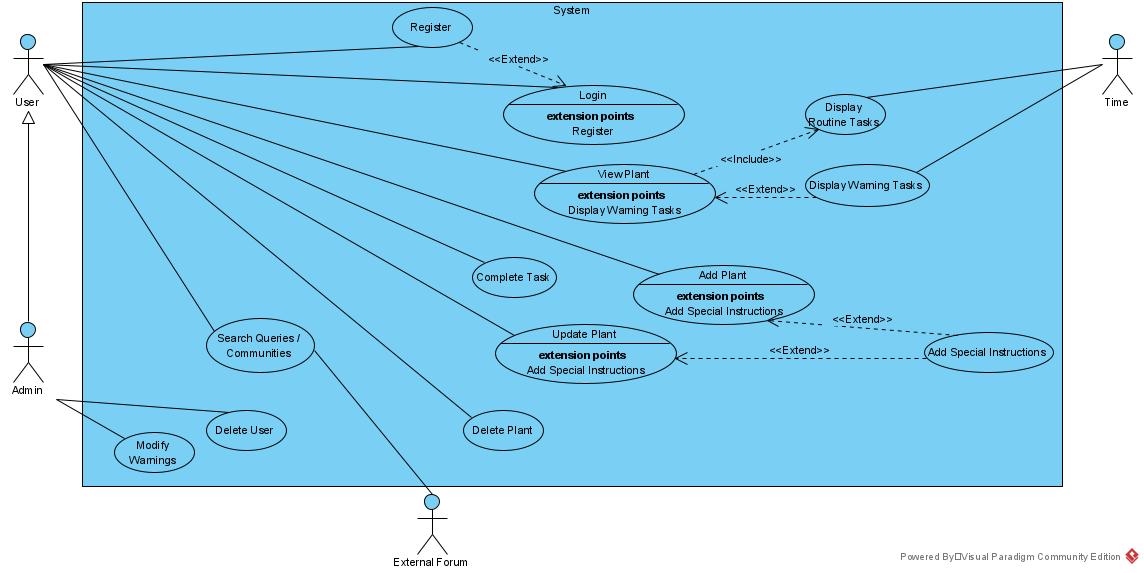 System
Register
<<Extend>>
User
Login
extension points
Register
Time
Display
Routine Tasks
<<Include>>
View Plant
extension points
Display Warning Tasks
<<Extend>>
Display Warning Tasks
Complete Task
Add Plant
extension points
Add Special Instructions
<<Extend>>
Search Queries /
Communities
Update Plant
extension points
Add Special Instructions
<<Extend>>
Add Special Instructions
Admin
Delete User
Delete Plant
Modify
Warnings
External Forum
Powered By Visual Paradigm Community Edition